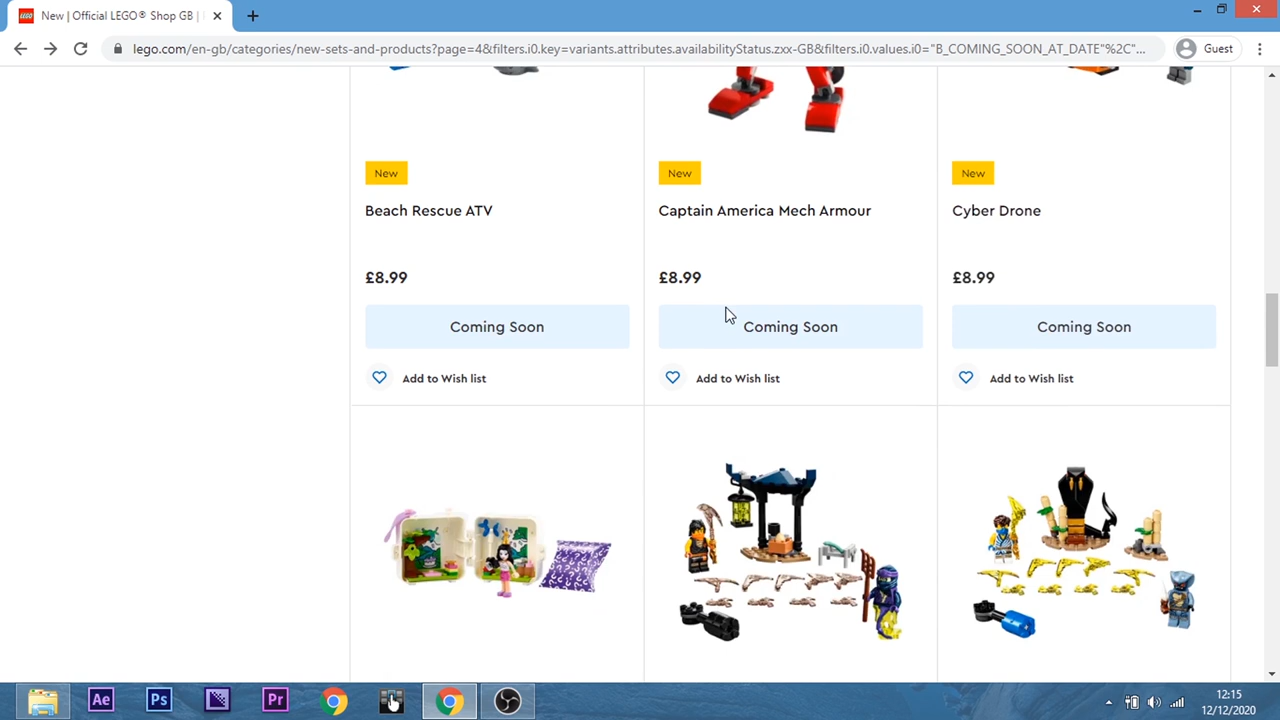 New | Official LEGO® Shop GB |
lego.com/en-gb/categories/new-sets-and-products?page=4&filters.i0.key=variants.attributes.availabilityStatus.zxx-GB&filters.i0.values.i0="B_COMING_SOON_AT_DATE"%2C"...
Guest
New
New
New
Beach Rescue ATV
Captain America Mech Armour
Cyber Drone
£8.99
£8.99
£8.99
Coming Soon
Coming Soon
Coming Soon
Add to Wish list
Add to Wish list
Add to Wish list
Ae
Ps
Pr
12:15
12/12/2020